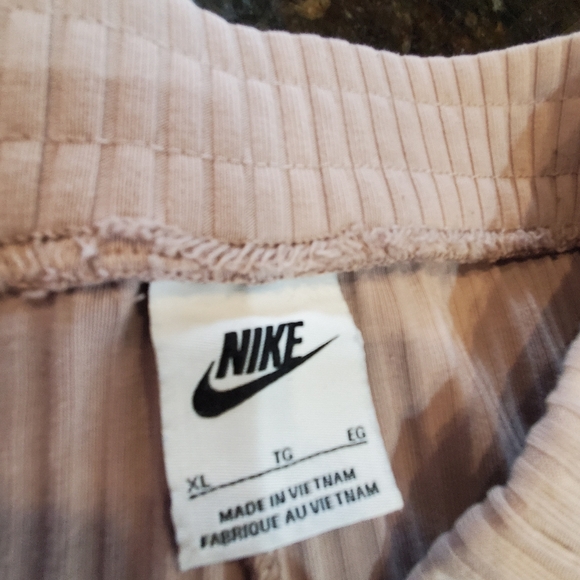 NIKE
XL TG EG
MADE IN VIETNAM
FABRIQUE AU VIETNAM